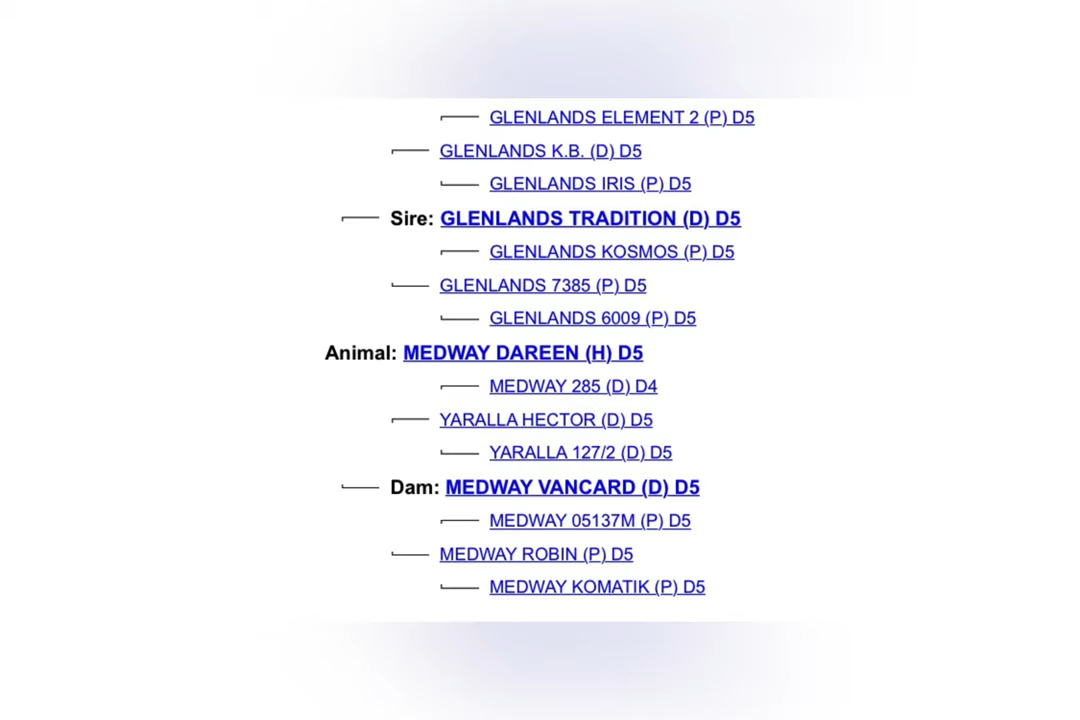 GLENLANDS ELEMENT 2 (P) D5
GLENLANDS K.B. (D) D5
GLENLANDS IRIS (P) D5
Sire: GLENLANDS TRADITION (D) D5
GLENLANDS KOSMOS (P) D5
GLENLANDS 7385 (P) D5
GLENLANDS 6009 (P) D5
Animal: MEDWAY DAREEN (H) D5
MEDWAY 285 (D) D4
YARALLA HECTOR (D) D5
YARALLA 127/2 (D) D5
Dam: MEDWAY VANCARD (D) D5
MEDWAY 05137M (P) D5
MEDWAY ROBIN (P) D5
MEDWAY KOMATIK (P) D5